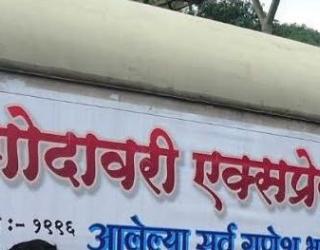 गोदावरी एक्सप्रे
:- १९९६ आलेल्या सर्व गणेश भ